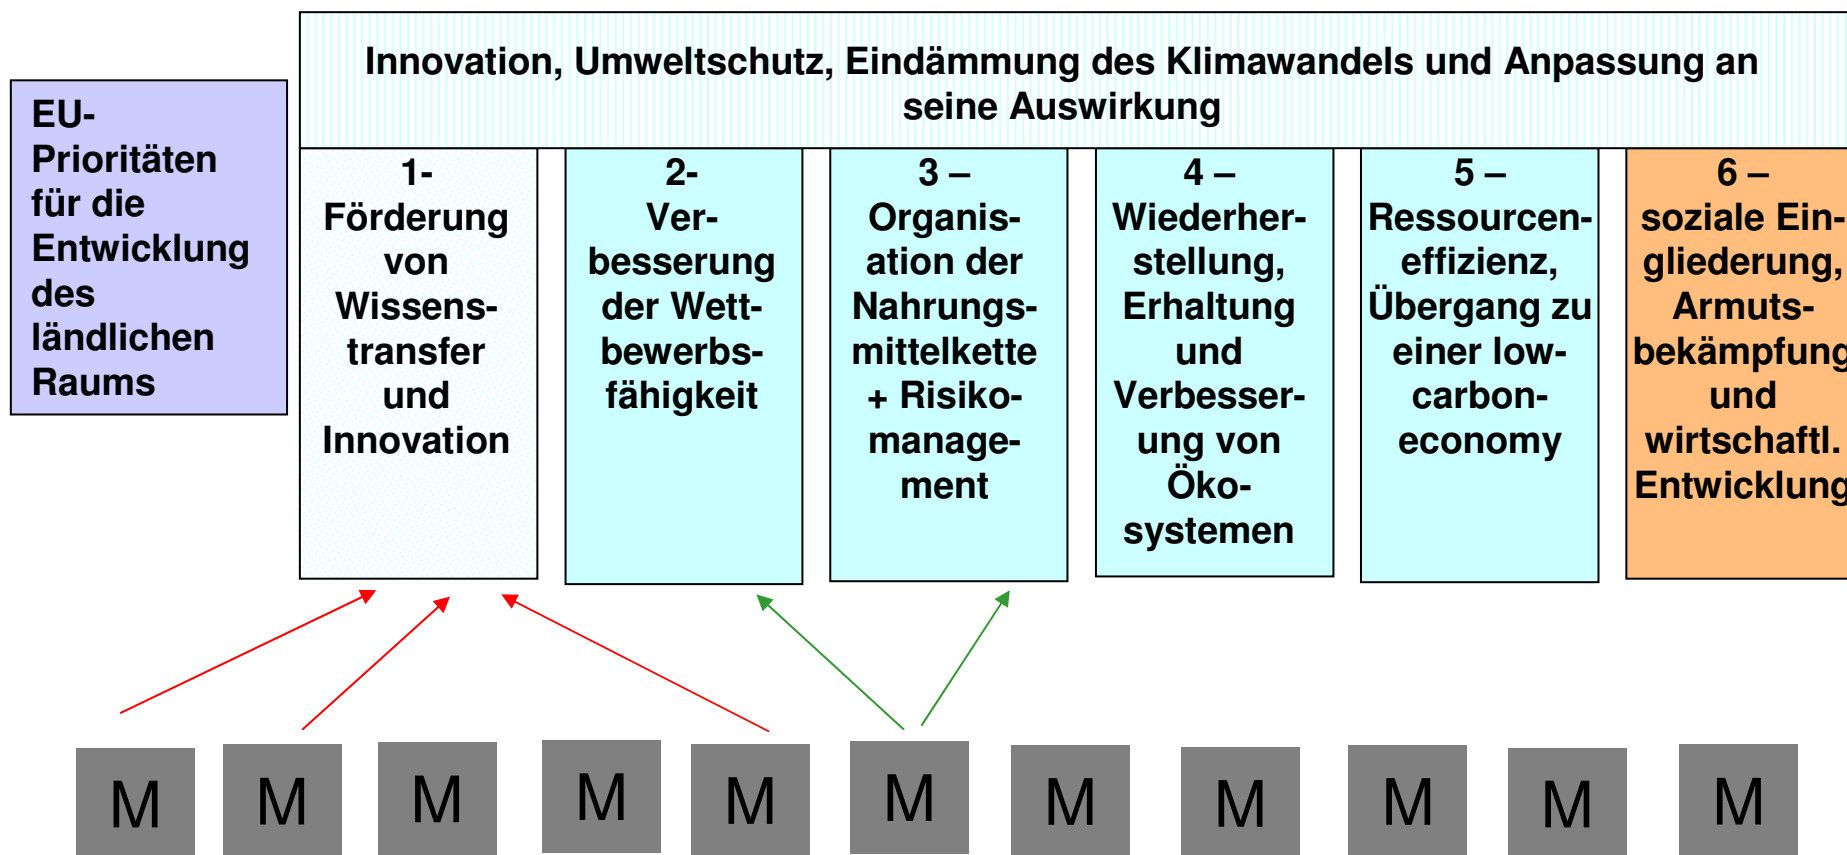 Innovation, Umweltschutz, Eindämmung des Klimawandels und Anpassung an
seine Auswirkung
EU-
Prioritäten
für die
Entwicklung
des
ländlichen
Raums
1-
Förderung
von
Wissens-
transfer
und
Innovation
2-
Ver-
besserung
der Wett-
bewerbs-
fähigkeit
3 –
Organis-
ation der
Nahrungs-
mittelkette
+ Risiko-
manage-
ment
4 –
Wiederher-
stellung,
Erhaltung
und
Verbesser-
ung von
Öko-
systemen
5 –
Ressourcen-
effizienz,
Übergang zu
einer low-
carbon-
economy
6 –
soziale Ein-
gliederung,
Armuts-
bekämpfung
und
wirtschaftl.
Entwicklung
M M M M M M M M M M M